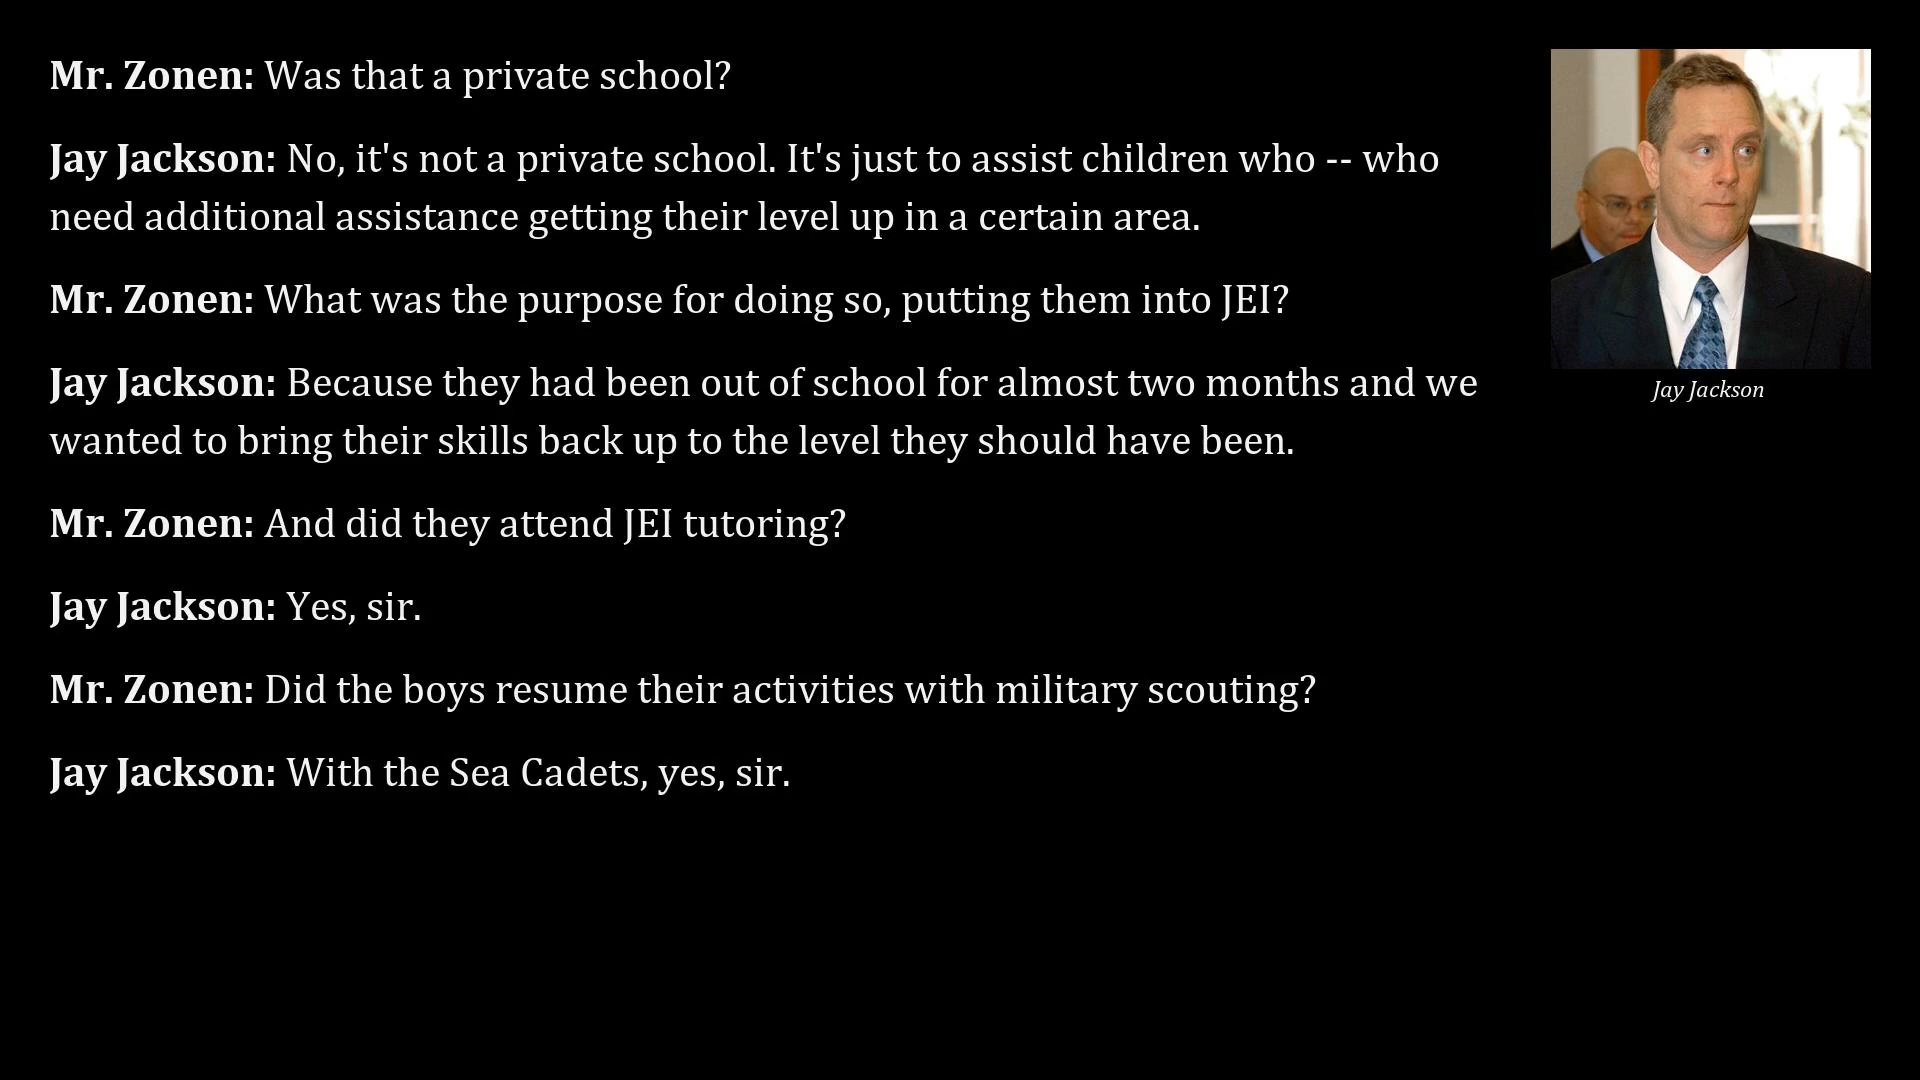 Mr. Zonen: Was that a private school?
Jay Jackson: No, it's not a private school. It's just to assist children who -- who
need additional assistance getting their level up in a certain area.
Mr. Zonen: What was the purpose for doing so, putting them into JEI?
Jay Jackson: Because they had been out of school for almost two months and we
wanted to bring their skills back up to the level they should have been.
Mr. Zonen: And did they attend JEI tutoring?
Jay Jackson: Yes, sir.
Mr. Zonen: Did the boys resume their activities with military scouting?
Jay Jackson: With the Sea Cadets, yes, sir.
Jay Jackson